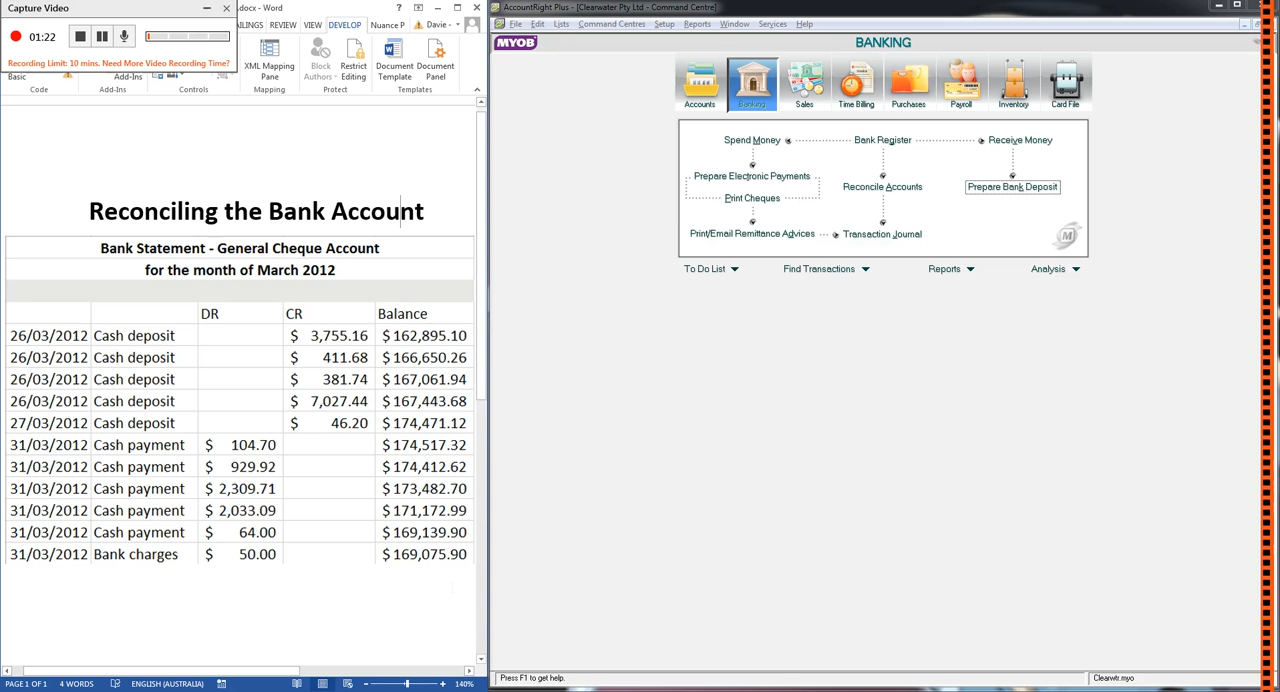 Capture Video
.docx - Word
01:22
Recording Limit: 10 mins. Need More Video Recording Time?
AILINGS REVIEW VIEW DEVELOP Nuance P Davie
Basic
Add-Ins
XML Mapping Pane
Block Authors
Restrict Editing
Document Template
Document Panel
Code Add-Ins Controls Mapping Protect Templates
Reconciling the Bank Account
Bank Statement - General Cheque Account
for the month of March 2012
DR CR Balance
26/03/2012 Cash deposit $ 3,755.16 $ 162,895.10
26/03/2012 Cash deposit $ 411.68 $ 166,650.26
26/03/2012 Cash deposit $ 381.74 $ 167,061.94
26/03/2012 Cash deposit $ 7,027.44 $ 167,443.68
27/03/2012 Cash deposit $ 46.20 $ 174,471.12
31/03/2012 Cash payment $ 104.70 $ 174,517.32
31/03/2012 Cash payment $ 929.92 $ 174,412.62
31/03/2012 Cash payment $ 2,309.71 $ 173,482.70
31/03/2012 Cash payment $ 2,033.09 $ 171,172.99
31/03/2012 Cash payment $ 64.00 $ 169,139.90
31/03/2012 Bank charges $ 50.00 $ 169,075.90
PAGE 1 OF 1 4 WORDS ENGLISH (AUSTRALIA) 140%
AccountRight Plus - [Clearwater Pty Ltd - Command Centre]
File Edit Lists Command Centres Setup Reports Window Services Help
MYOB BANKING
Accounts Banking Sales Time Billing Purchases Payroll Inventory Card File
Spend Money Bank Register Receive Money
Prepare Electronic Payments Reconcile Accounts Prepare Bank Deposit
Print Cheques
Print/Email Remittance Advices Transaction Journal
To Do List Find Transactions Reports Analysis
Press F1 to get help. Clearwtr.myo